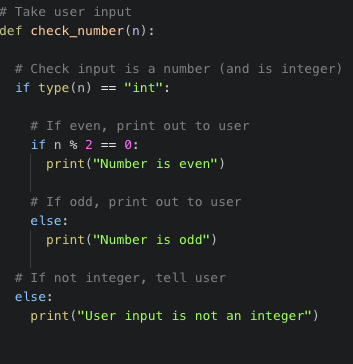 # Take user input
def check_number(n):
# Check input is a number (and is integer)
if type(n) == "int":
# If even, print out to user
if n % 2 == 0:
print("Number is even")
# If odd, print out to user
else:
print("Number is odd")
# If not integer, tell user
else:
print("User input is not an integer")